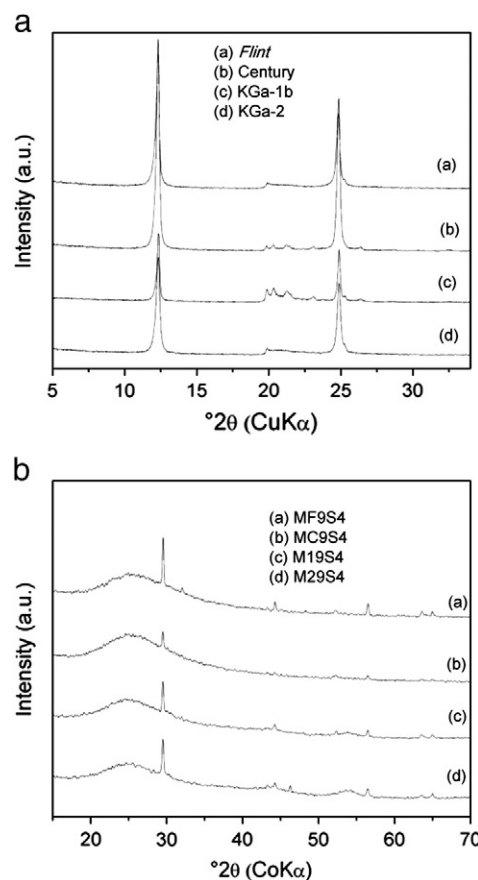 a
(a) Flint
(b) Century
(c) KGa-1b
(d) KGa-2
Intensity (a.u.)
(a)
(b)
(c)
(d)
5 10 15 20 25 30
°2θ (CuKα)
b
(a) MF9S4
(b) MC9S4
(c) M19S4
(d) M29S4
Intensity (a.u.)
(a)
(b)
(c)
(d)
20 30 40 50 60 70
°2θ (CoKα)